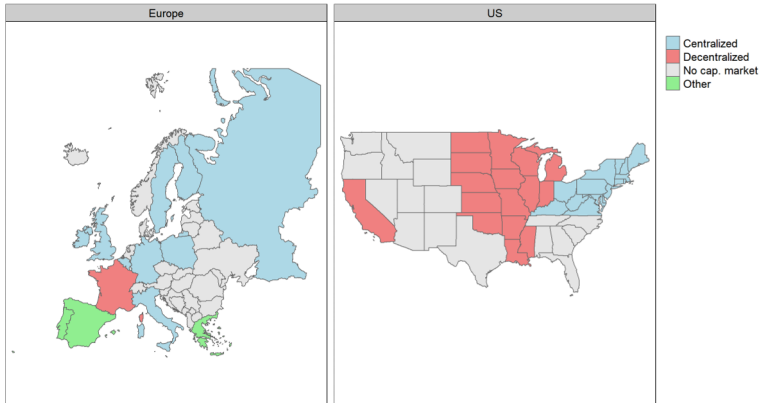 Europe
US
Centralized
Decentralized
No cap. market
Other